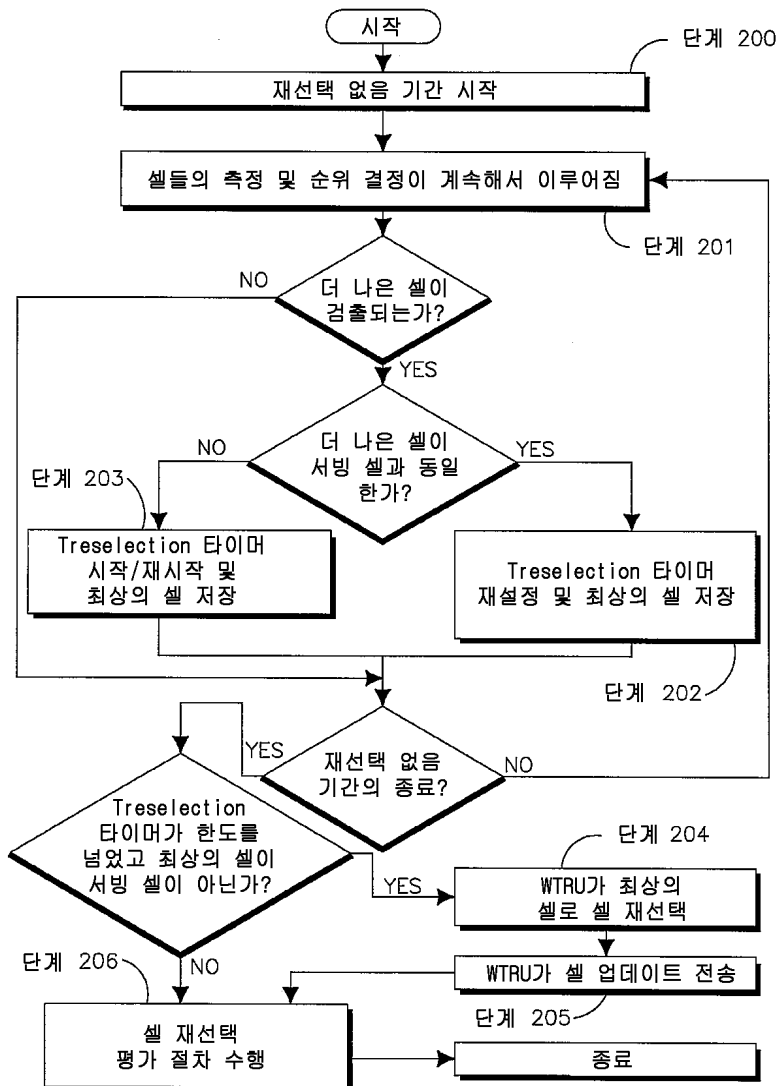 시작
단계 200
재선택 없음 기간 시작
셀들의 측정 및 순위 결정이 계속해서 이루어짐
단계 201
NO
더 나은 셀이
검출되는가?
YES
NO
더 나은 셀이
서빙 셀과 동일
한가?
YES
단계 203
Treselection 타이머
시작/재시작 및
최상의 셀 저장
Treselection 타이머
재설정 및 최상의 셀 저장
단계 202
YES
재선택 없음
기간의 종료?
NO
Treselection
타이머가 한도를
넘었고 최상의 셀이
서빙 셀이 아닌가?
YES
단계 204
WTRU가 최상의
셀로 셀 재선택
단계 206
NO
WTRU가 셀 업데이트 전송
단계 205
셀 재선택
평가 절차 수행
종료